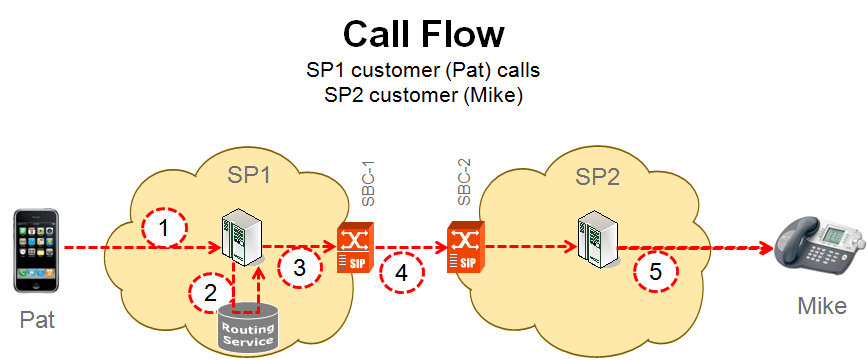 Call Flow
SP1 customer (Pat) calls
SP2 customer (Mike)
SP1
SBC-1
SBC-2
SP2
1
2
3
SIP
4
SIP
5
Routing
Service
Pat
Mike